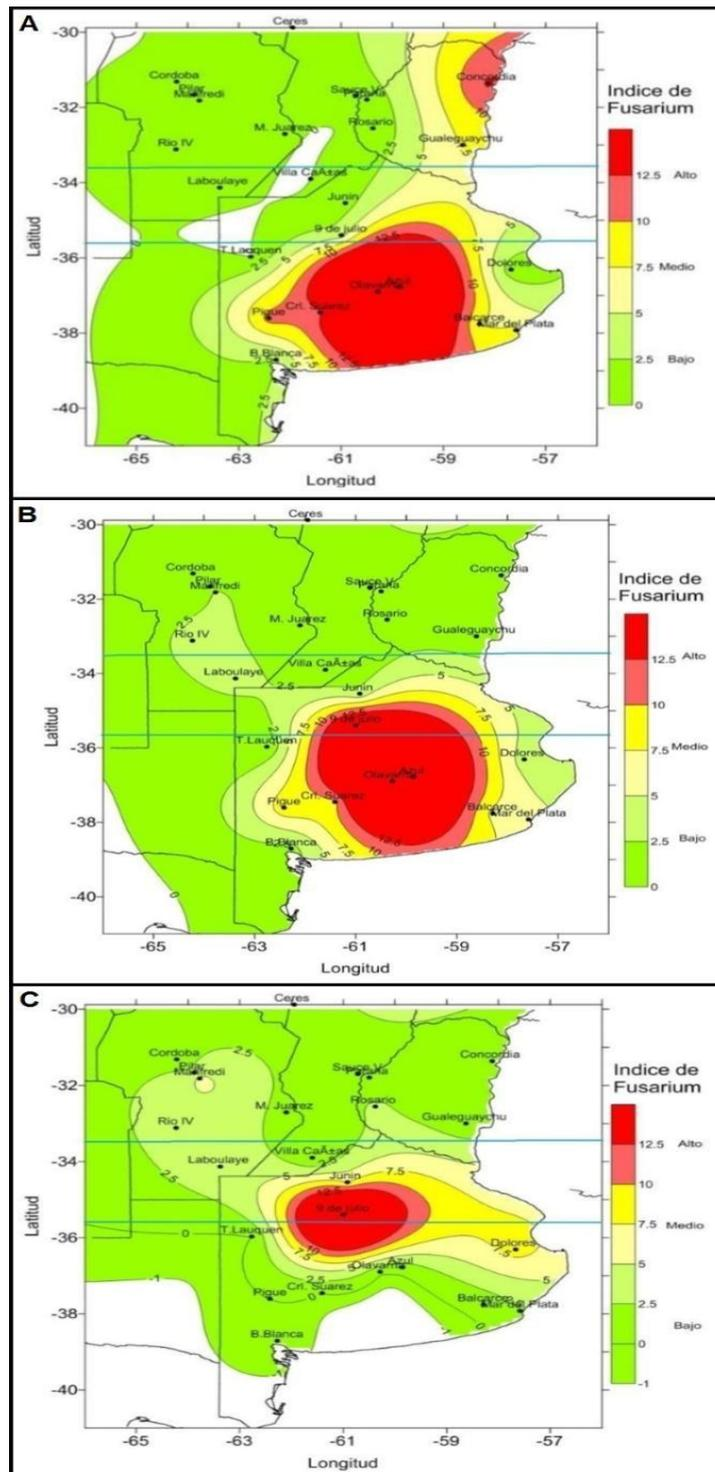 A
Ceres
-30
Cordoba
Pilar
Manfredi
Sauce V.
Concordia
-32
M. Juarez
Rosario
Gualeguaychu
Rio IV
-34
Laboulaye
Villa CaÃ±as
Junin
9 de julio
T.Lauquen
-36
Dolores
Olavarria
Azul
Crl. Suarez
Pigue
-38
Balcarce
Mar del Plata
B.Blanca
-40
-65
-63
-61
-59
-57
Latitud
Longitud
Indice de
Fusarium
12.5
Alto
10
7.5
Medio
5
2.5
Bajo
0
B
Ceres
-30
Cordoba
Pilar
Manfredi
Sauce V.
Concordia
-32
M. Juarez
Rosario
Gualeguaychu
Rio IV
-34
Laboulaye
Villa CaÃ±as
Junin
9 de julio
T.Lauquen
-36
Dolores
Olavarria
Azul
Crl. Suarez
Pigue
-38
Balcarce
Mar del Plata
B.Blanca
-40
-65
-63
-61
-59
-57
Latitud
Longitud
Indice de
Fusarium
12.5
Alto
10
7.5
Medio
5
2.5
Bajo
0
C
Ceres
-30
Cordoba
Pilar
Manfredi
Sauce V.
Concordia
-32
M. Juarez
Rosario
Gualeguaychu
Rio IV
-34
Laboulaye
Villa CaÃ±as
Junin
9 de julio
T.Lauquen
-36
Dolores
Olavarria
Azul
Crl. Suarez
Pigue
-38
Balcarce
Mar del Plata
B.Blanca
-40
-65
-63
-61
-59
-57
Latitud
Longitud
Indice de
Fusarium
12.5
Alto
10
7.5
Medio
5
2.5
Bajo
0
-1